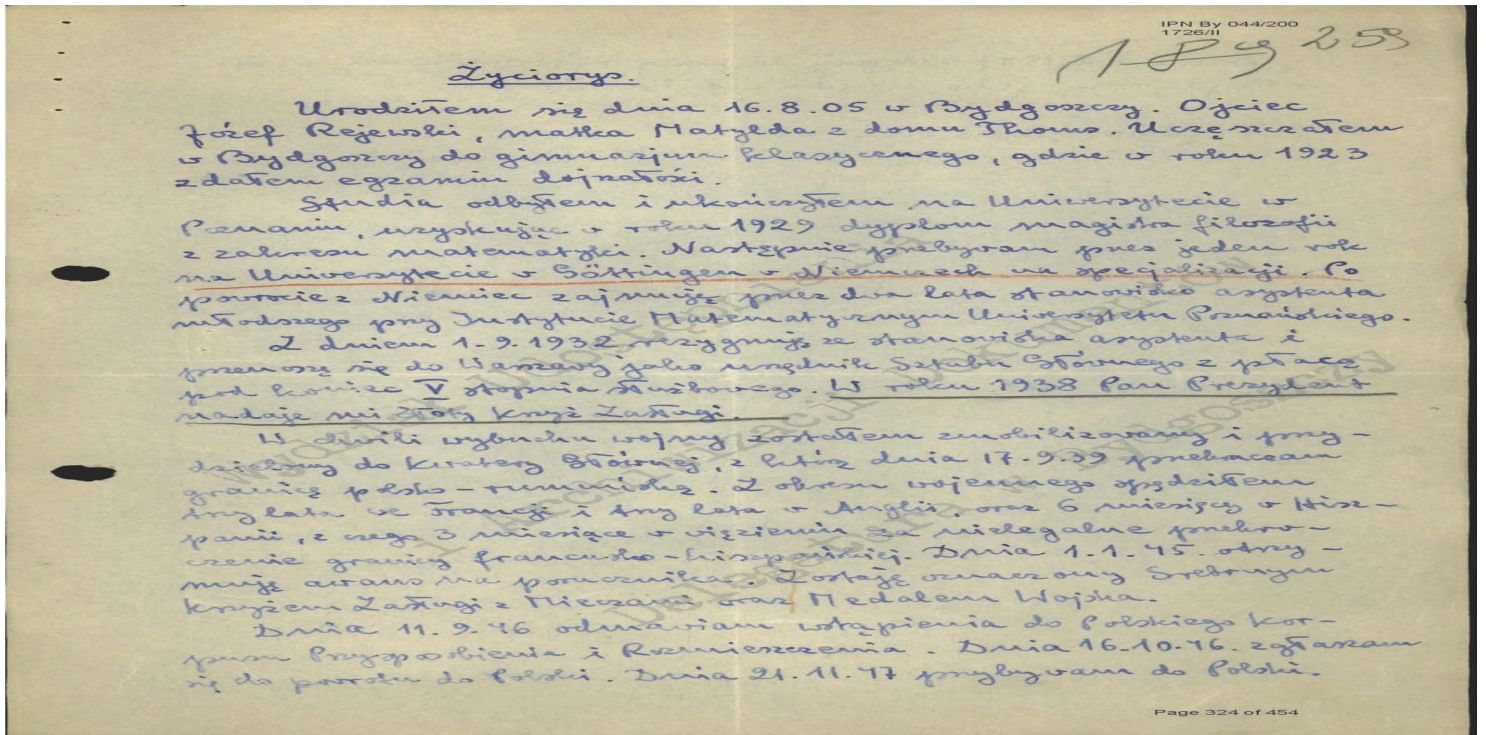 IPN By 044/200
1726/II
189 259
Życiorys.
Urodziłem się dnia 16.8.05 w Bydgoszczy. Ojciec
Józef Rejewski, matka Matylda z domu Thoms. Uczęszczałem
w Bydgoszczy do gimnazjum klasycznego, gdzie w roku 1923
zdałem egzamin dojrzałości.
Studia odbyłem i ukończyłem na Uniwersytecie w
Poznaniu, uzyskując w roku 1929 dyplom magistra filozofii
z zakresu matematyki. Następnie przebywam przez jeden rok
na Uniwersytecie w Göttingen w Niemczech na specjalizacji. Po
powrocie z Niemiec zajmuję przez dwa lata stanowisko asystenta
młodszego przy Instytucie Matematycznym Uniwersytetu Poznańskiego.
Z dniem 1.9.1932 rezygnuję ze stanowiska asystenta i
przenoszę się do Warszawy jako urzędnik Sztabu Głównego z płacą
pod koniec V stopnia służbowego. W roku 1938 Pan Prezydent
nadaje mi Złoty Krzyż Zasługi.
W chwili wybuchu wojny zostałem zmobilizowany i przy-
dzielony do Kwatery Głównej, z którą dnia 17.9.39 przekraczam
granicę polsko-rumuńską. Z okresu wojennego spędziłem
trzy lata we Francji i trzy lata w Anglii, oraz 6 miesięcy w Hisz-
panii, z czego 3 miesiące w więzieniu za nielegalne przekro-
czenie granicy francusko-hiszpańskiej. Dnia 1.1.45. otrzy-
muję awans na porucznika. Zostaję oznaczony Srebrnym
Krzyżem Zasługi z Mieczami oraz Medalem Wojska.
Dnia 11.9.46 odmawiam wstąpienia do Polskiego Kor-
pusu Przysposobienia i Rozmieszczenia. Dnia 16.10.46. zgłaszam
się do powrotu do Polski. Dnia 21.11.47 przybywam do Polski.
Page 324 of 454